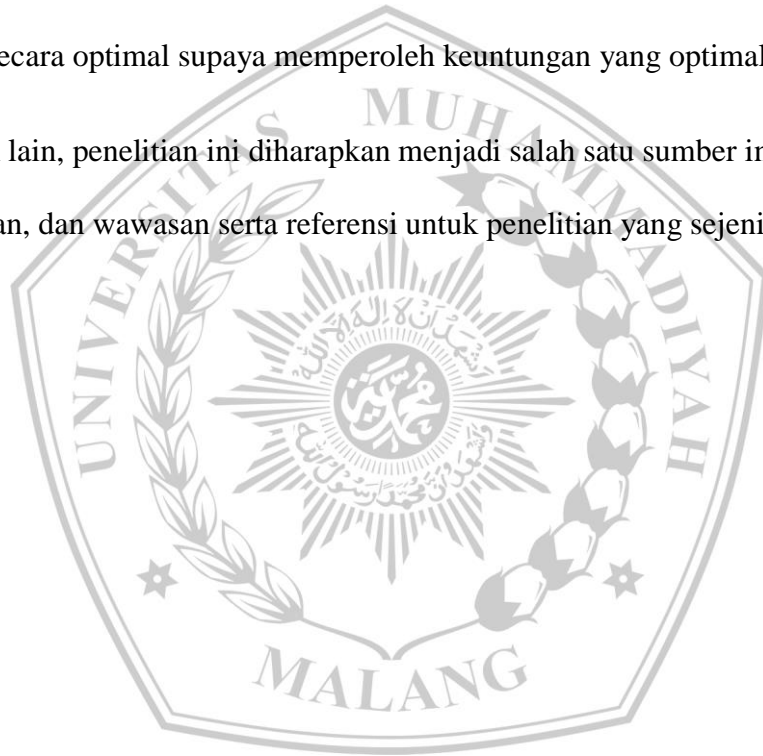 ecara optimal supaya memperoleh keuntungan yang optimal
lain, penelitian ini diharapkan menjadi salah satu sumber in
an, dan wawasan serta referensi untuk penelitian yang sejeni
UNIVERSITAS MUHAMMADIYAH
MALANG